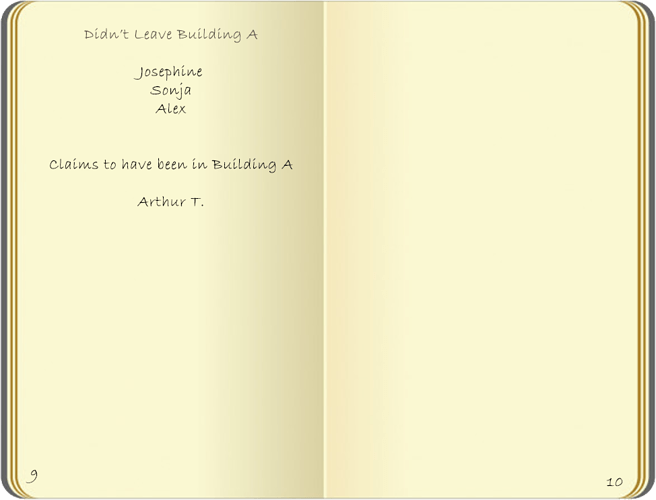 Didn't Leave Building A
Josephine
Sonja
Alex
Claims to have been in Building A
Arthur T.
9
10